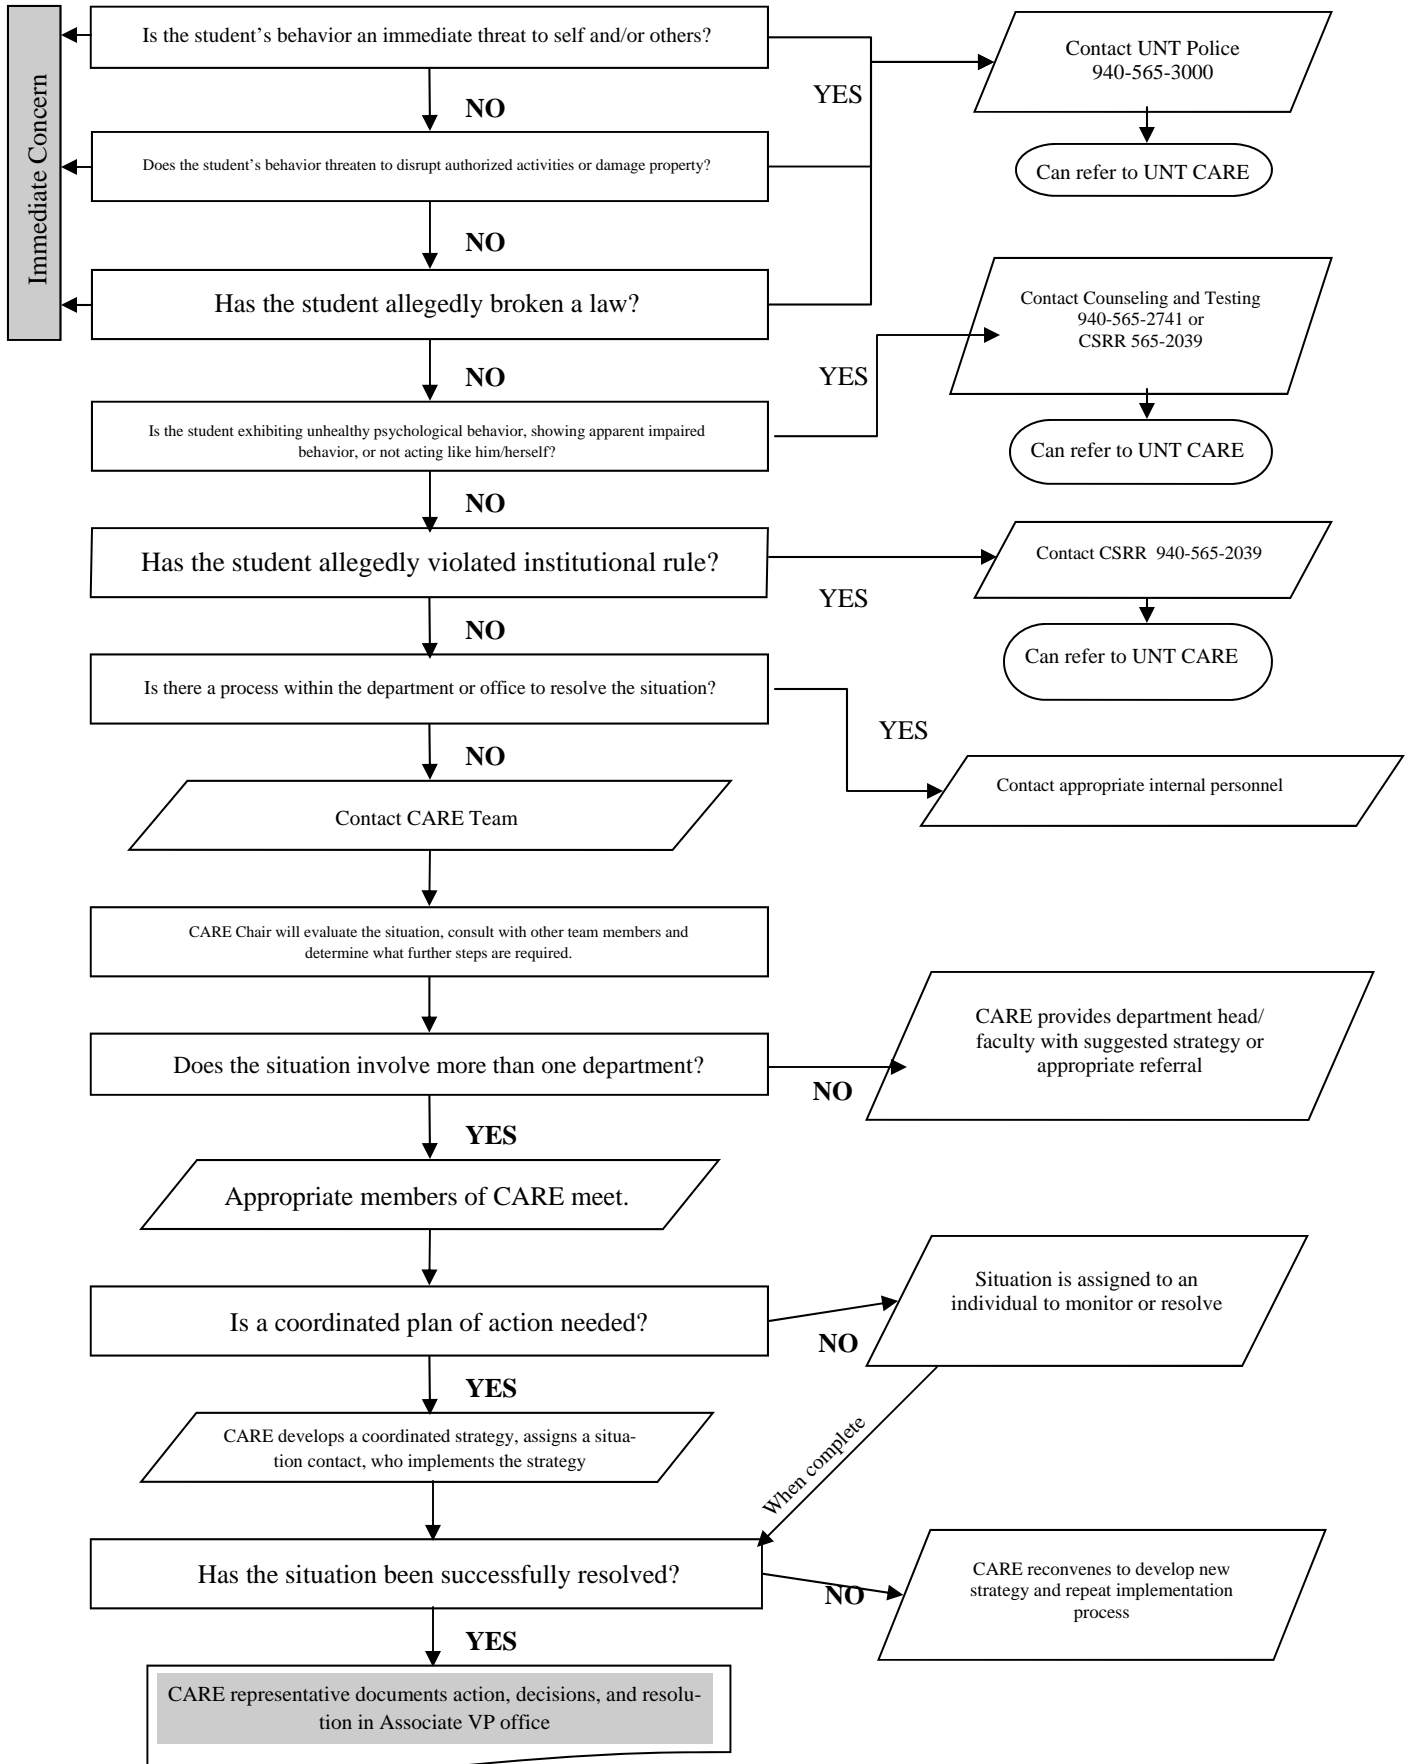 Immediate Concern
Is the student’s behavior an immediate threat to self and/or others?
YES
Contact UNT Police
940-565-3000
NO
Can refer to UNT CARE
Does the student’s behavior threaten to disrupt authorized activities or damage property?
NO
Has the student allegedly broken a law?
NO
YES
Contact Counseling and Testing
940-565-2741 or
CSRR 565-2039
Can refer to UNT CARE
Is the student exhibiting unhealthy psychological behavior, showing apparent impaired
behavior, or not acting like him/herself?
NO
Has the student allegedly violated institutional rule?
YES
Contact CSRR  940-565-2039
Can refer to UNT CARE
NO
Is there a process within the department or office to resolve the situation?
YES
Contact appropriate internal personnel
NO
Contact CARE Team
CARE Chair will evaluate the situation, consult with other team members and
determine what further steps are required.
Does the situation involve more than one department?
NO
CARE provides department head/
faculty with suggested strategy or
appropriate referral
YES
Appropriate members of CARE meet.
Is a coordinated plan of action needed?
NO
Situation is assigned to an
individual to monitor or resolve
YES
CARE develops a coordinated strategy, assigns a situa-
tion contact, who implements the strategy
When complete
Has the situation been successfully resolved?
NO
CARE reconvenes to develop new
strategy and repeat implementation
process
YES
CARE representative documents action, decisions, and resolu-
tion in Associate VP office